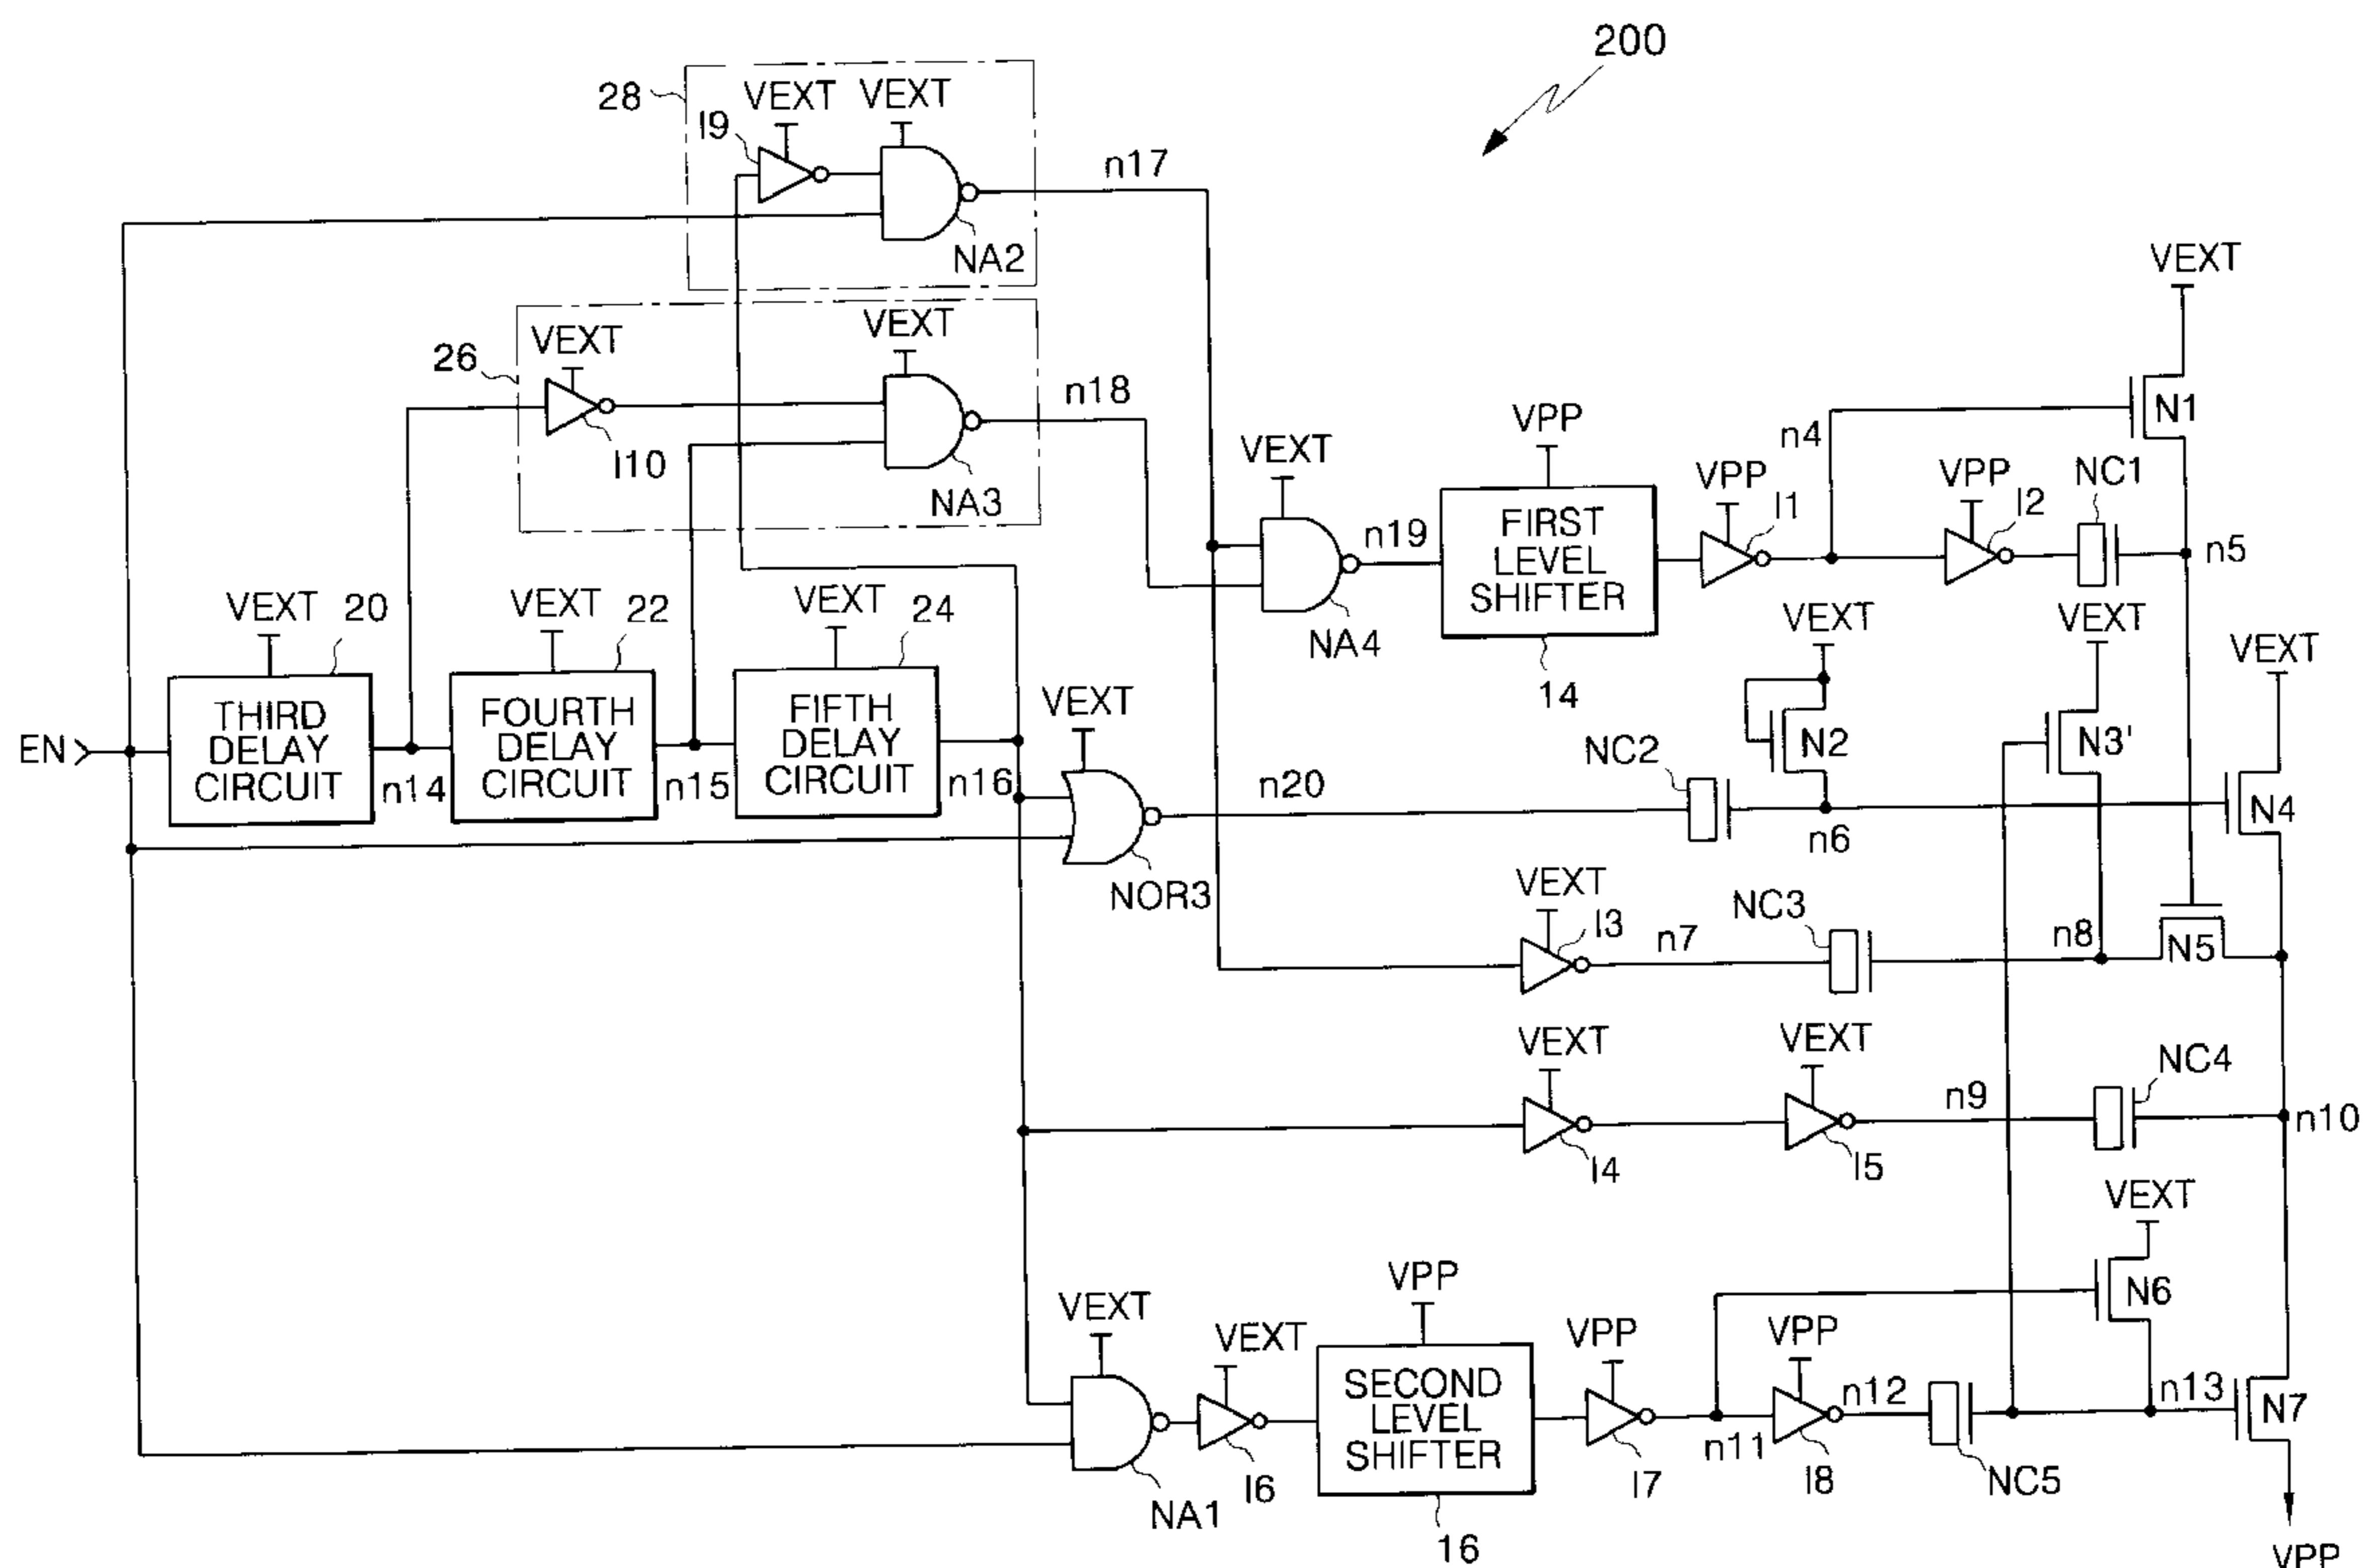 200
28
VEXT
VEXT
I9
n17
NA2
VEXT
26
VEXT
VEXT
n18
I10
NA3
VEXT
n19
VPP
FIRST
LEVEL
SHIFTER
14
NA4
VPP
I1
n4
N1
VPP
I2
NC1
n5
VEXT
20
VEXT
22
VEXT
24
EN
THIRD
DELAY
CIRCUIT
n14
FOURTH
DELAY
CIRCUIT
n15
FIFTH
DELAY
CIRCUIT
n16
VEXT
NOR3
n20
NC2
VEXT
N2
n6
VEXT
N3'
VEXT
N4
VEXT
I3
n7
NC3
n8
N5
VEXT
I4
VEXT
I5
n9
NC4
n10
VEXT
N6
VEXT
NA1
VEXT
I6
VPP
SECOND
LEVEL
SHIFTER
16
VPP
I7
n11
VPP
I8
n12
NC5
n13
N7
VPP